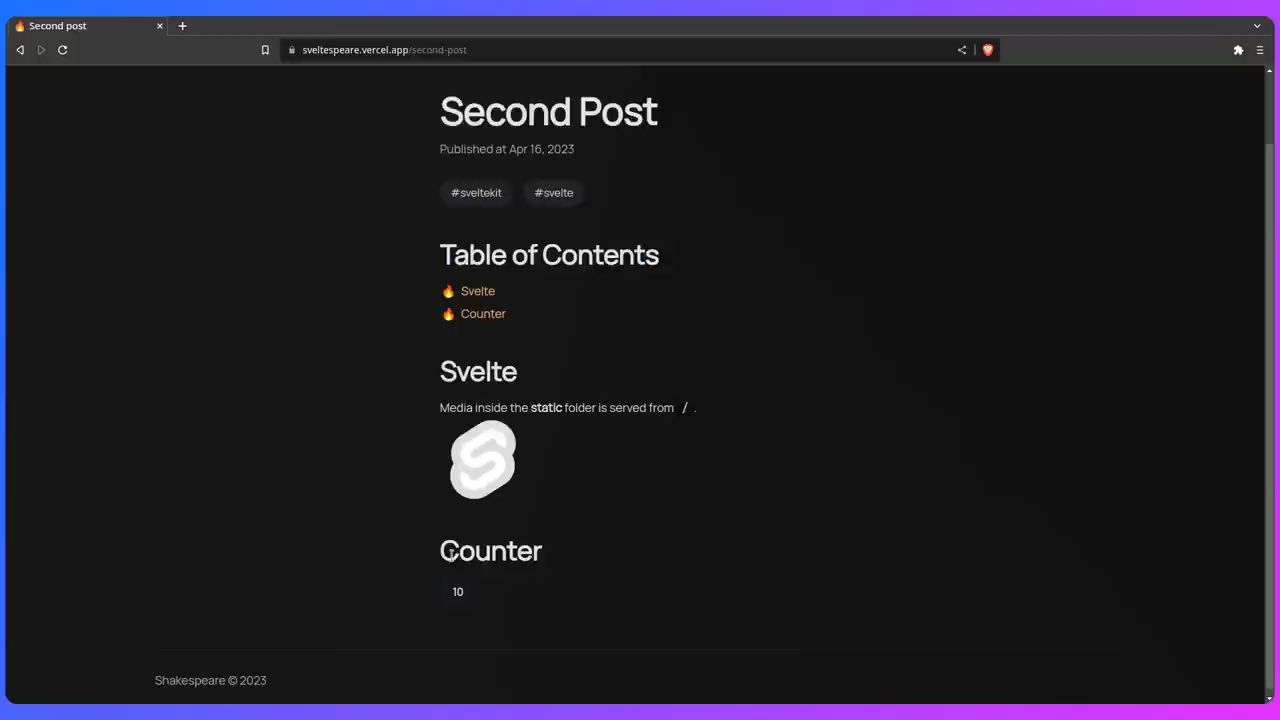 Second post
sveltespeare.vercel.app/second-post
Second Post
Published at Apr 16, 2023
#sveltekit #svelte
Table of Contents
🔥 Svelte
🔥 Counter
Svelte
Media inside the static folder is served from / .
Counter
10
Shakespeare © 2023